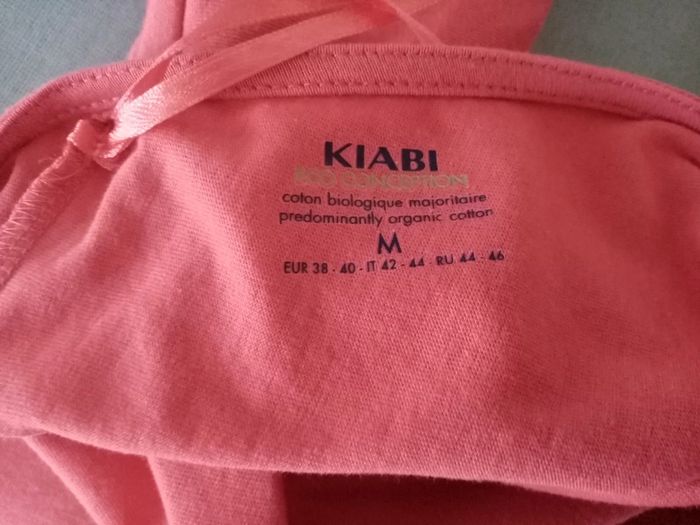 KIABI
ECO CONCEPTION
coton biologique majoritaire
predominantly organic cotton
M
EUR 38 - 40 - IT 42 - 44 - RU 44 - 46